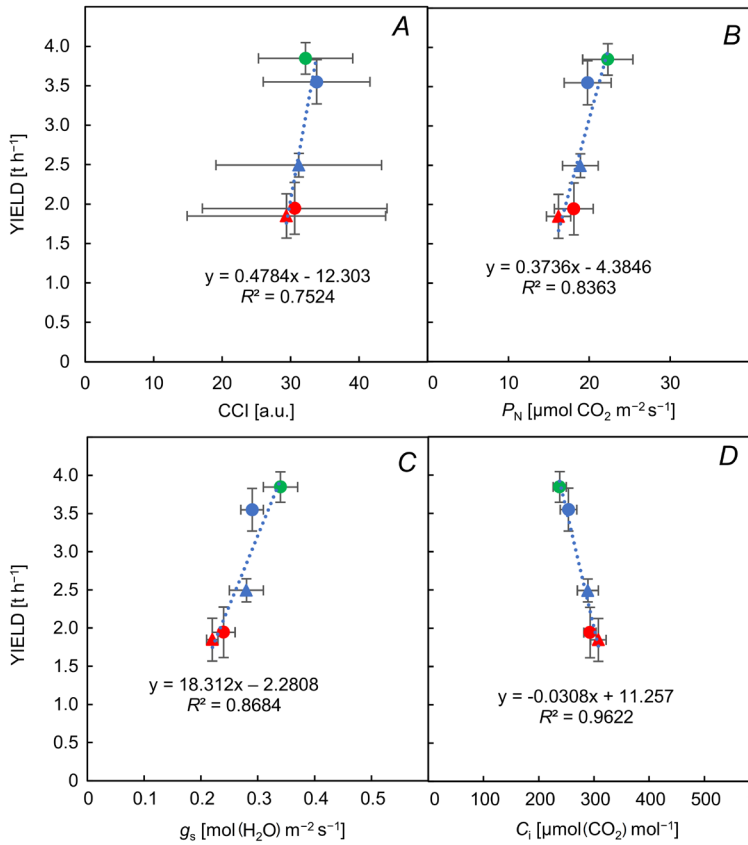 A
B
YIELD [t h⁻¹]
4.0
3.5
3.0
2.5
2.0
1.5
1.0
0.5
0
y = 0.4784x - 12.303
R² = 0.7524
y = 0.3736x - 4.3846
R² = 0.8363
0 10 20 30 40
0 10 20 30
CCI [a.u.]
P_N [μmol CO₂ m⁻² s⁻¹]
C
D
YIELD [t h⁻¹]
4.0
3.5
3.0
2.5
2.0
1.5
1.0
0.5
0
y = 18.312x – 2.2808
R² = 0.8684
y = -0.0308x + 11.257
R² = 0.9622
0 0.1 0.2 0.3 0.4 0.5
0 100 200 300 400 500
g_s [mol (H₂O) m⁻² s⁻¹]
C_i [μmol (CO₂) mol⁻¹]